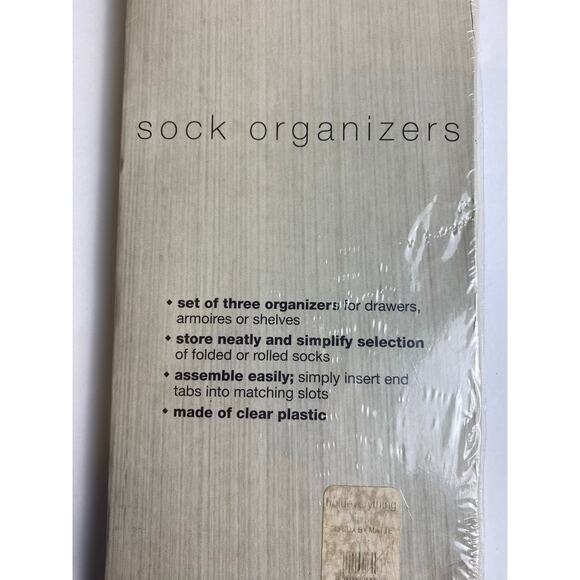 sock organizers
• set of three organizers for drawers,
armoires or shelves
• store neatly and simplify selection
of folded or rolled socks
• assemble easily; simply insert end
tabs into matching slots
• made of clear plastic